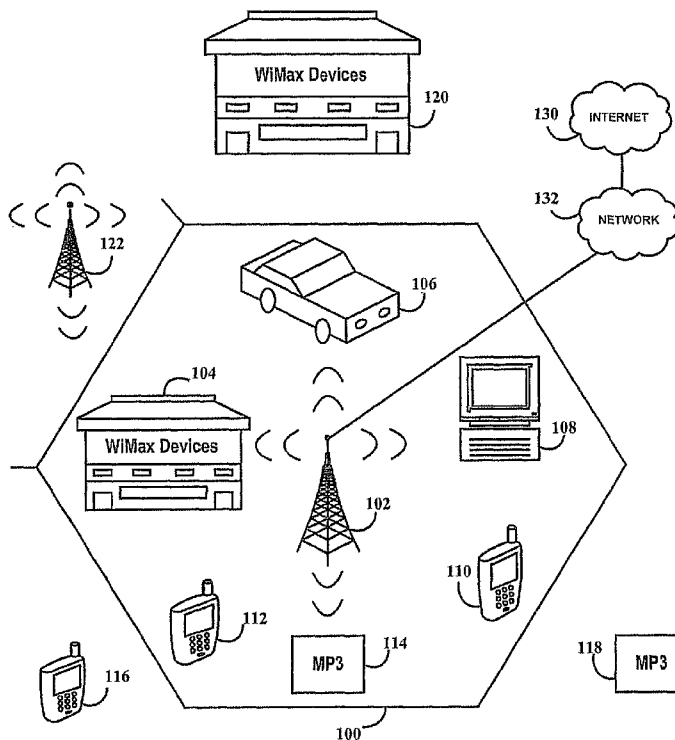 WiMax Devices
120
130
INTERNET
132
NETWORK
122
106
104
WiMax Devices
108
102
110
112
114
MP3
116
118
MP3
100